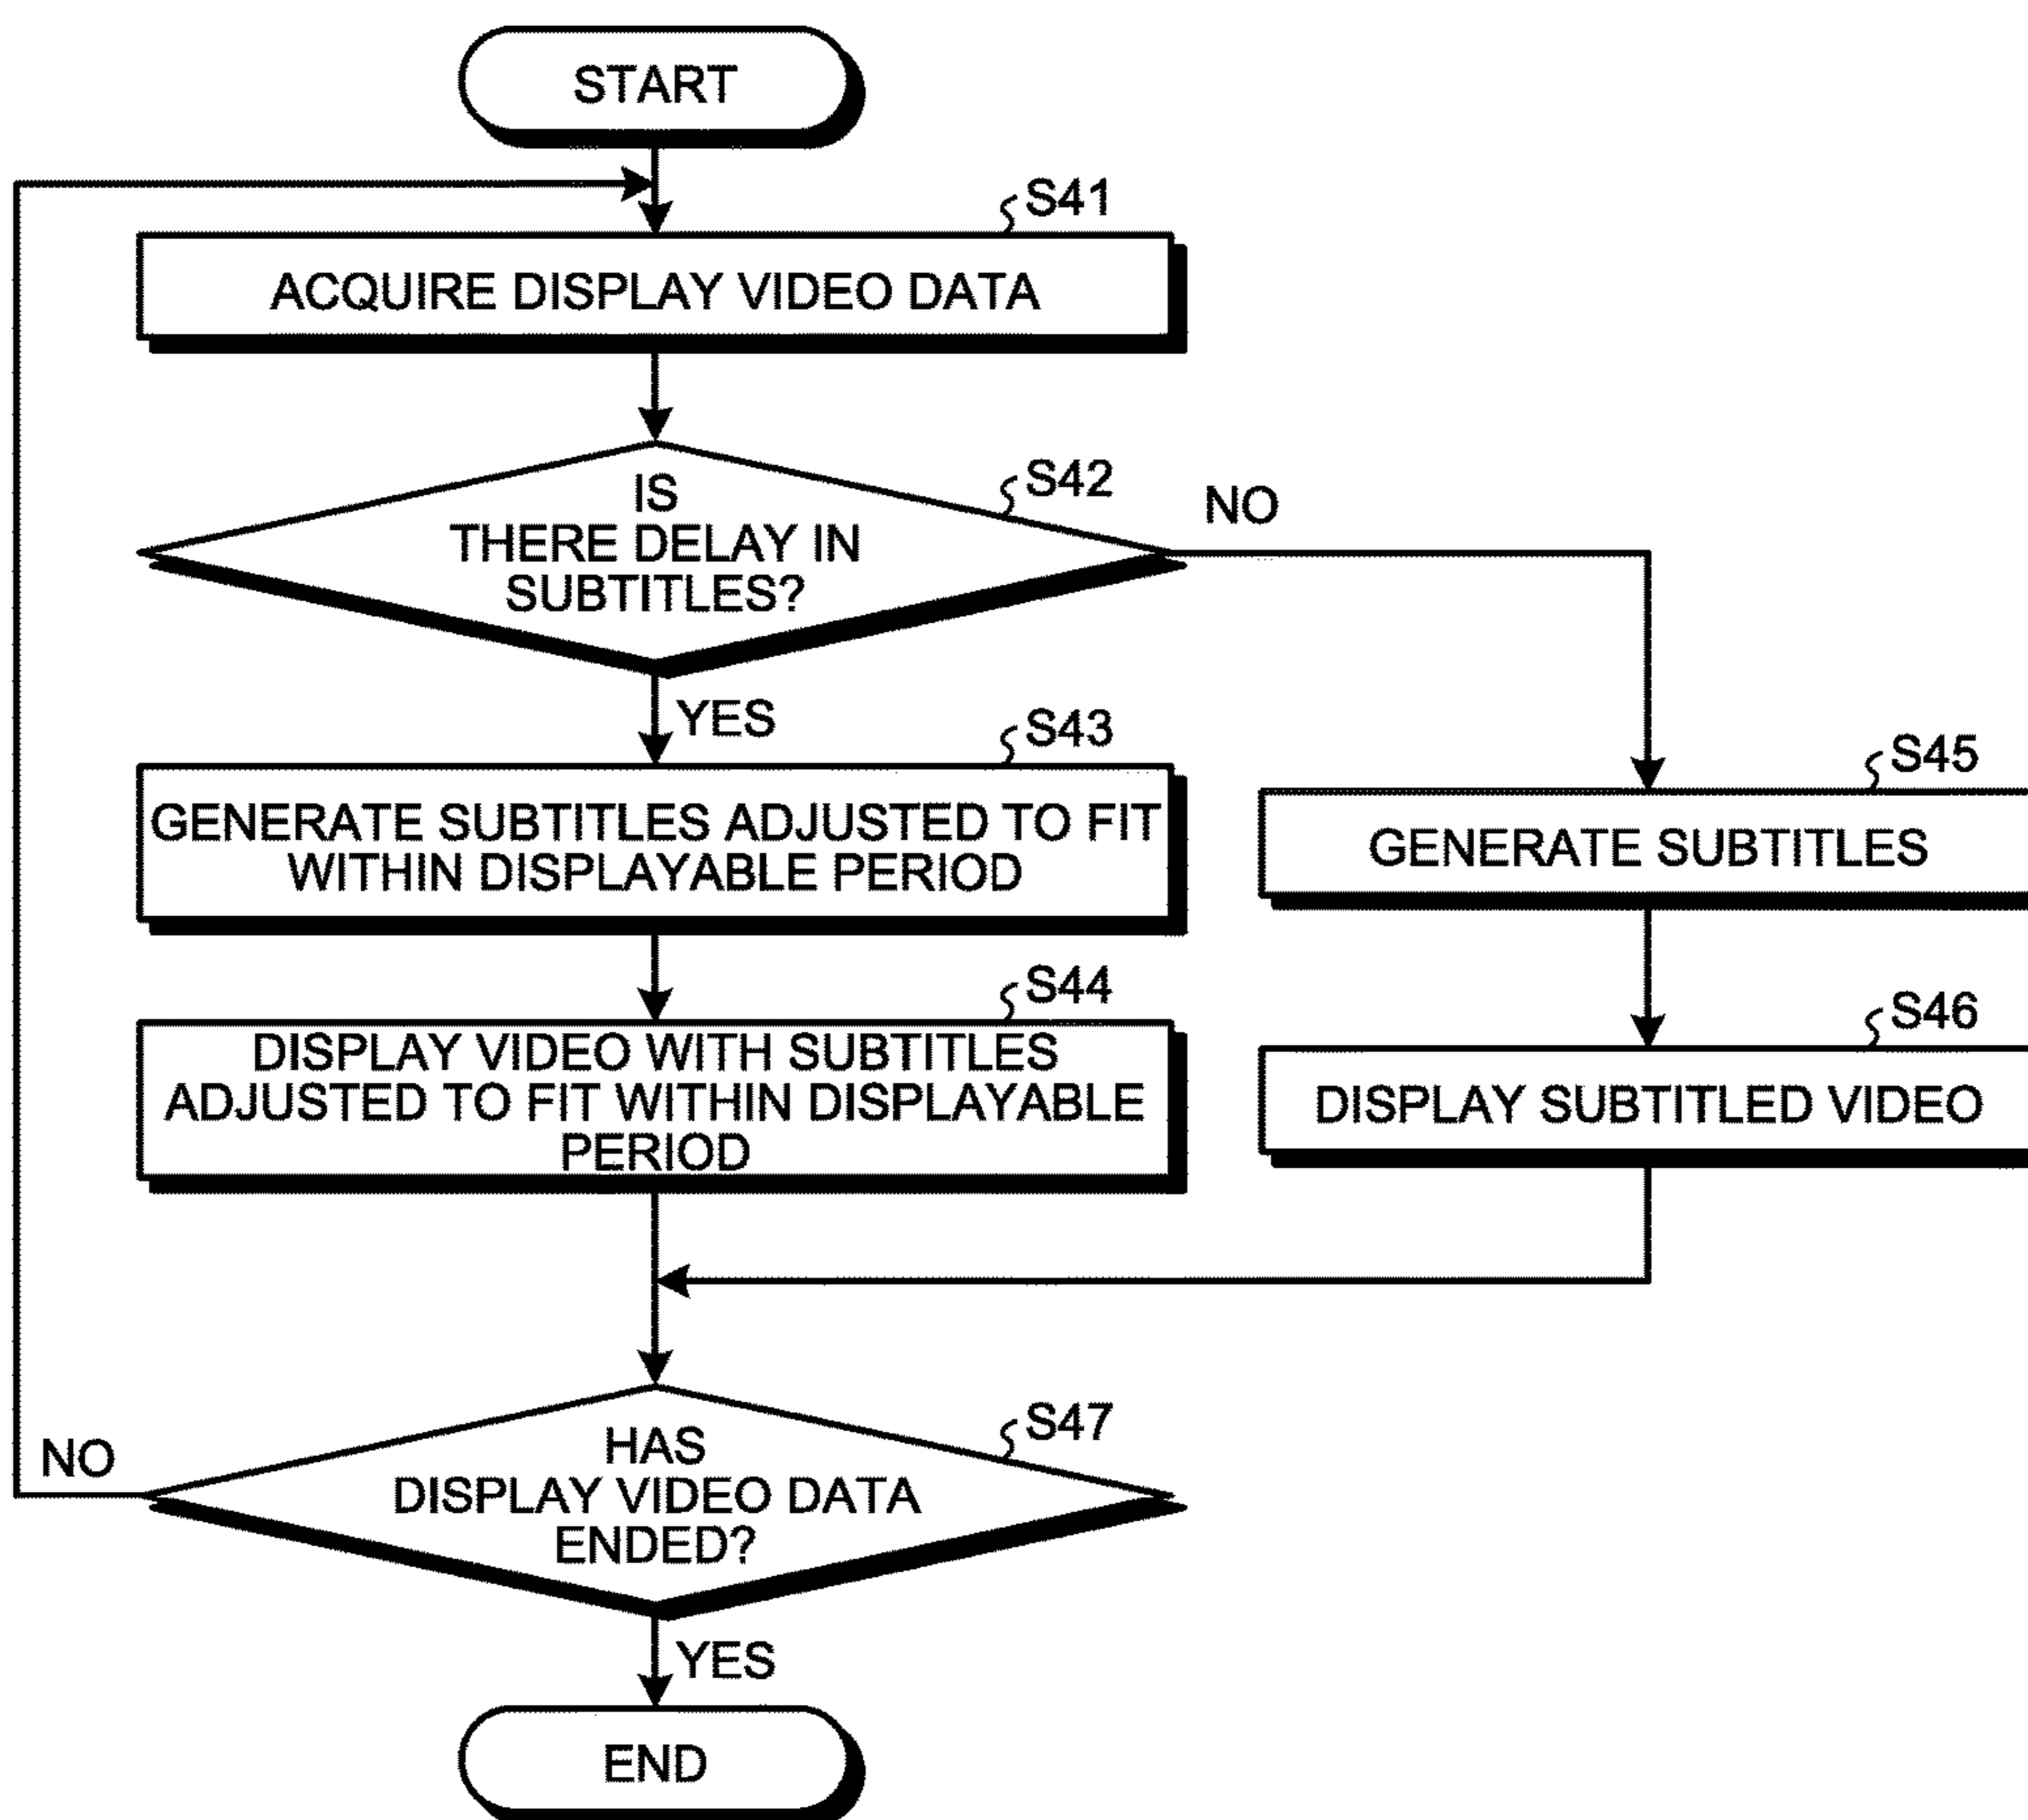 START
S41
ACQUIRE DISPLAY VIDEO DATA
S42
IS
THERE DELAY IN
SUBTITLES?
NO
YES
S43
GENERATE SUBTITLES ADJUSTED TO FIT
WITHIN DISPLAYABLE PERIOD
S44
DISPLAY VIDEO WITH SUBTITLES
ADJUSTED TO FIT WITHIN DISPLAYABLE
PERIOD
S45
GENERATE SUBTITLES
S46
DISPLAY SUBTITLED VIDEO
S47
HAS
DISPLAY VIDEO DATA
ENDED?
NO
YES
END